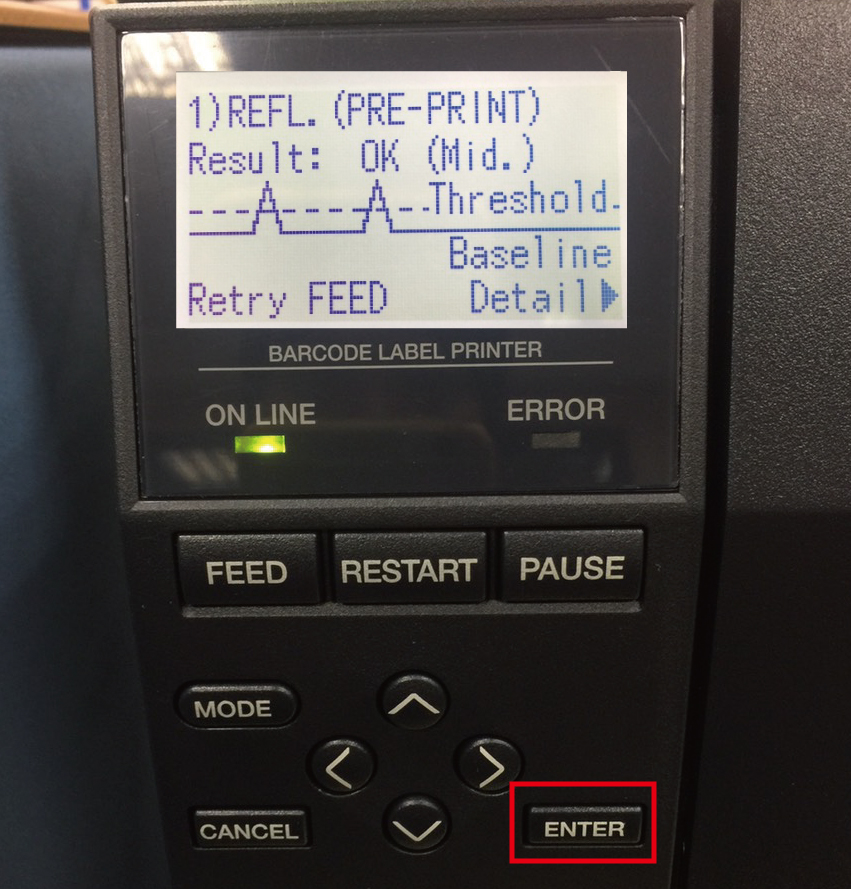 1)REFL. (PRE-PRINT)
Result: OK (Mid.)
Threshold
Baseline
Retry FEED Detail▶
BARCODE LABEL PRINTER
ON LINE ERROR
FEED RESTART PAUSE
MODE
CANCEL ENTER